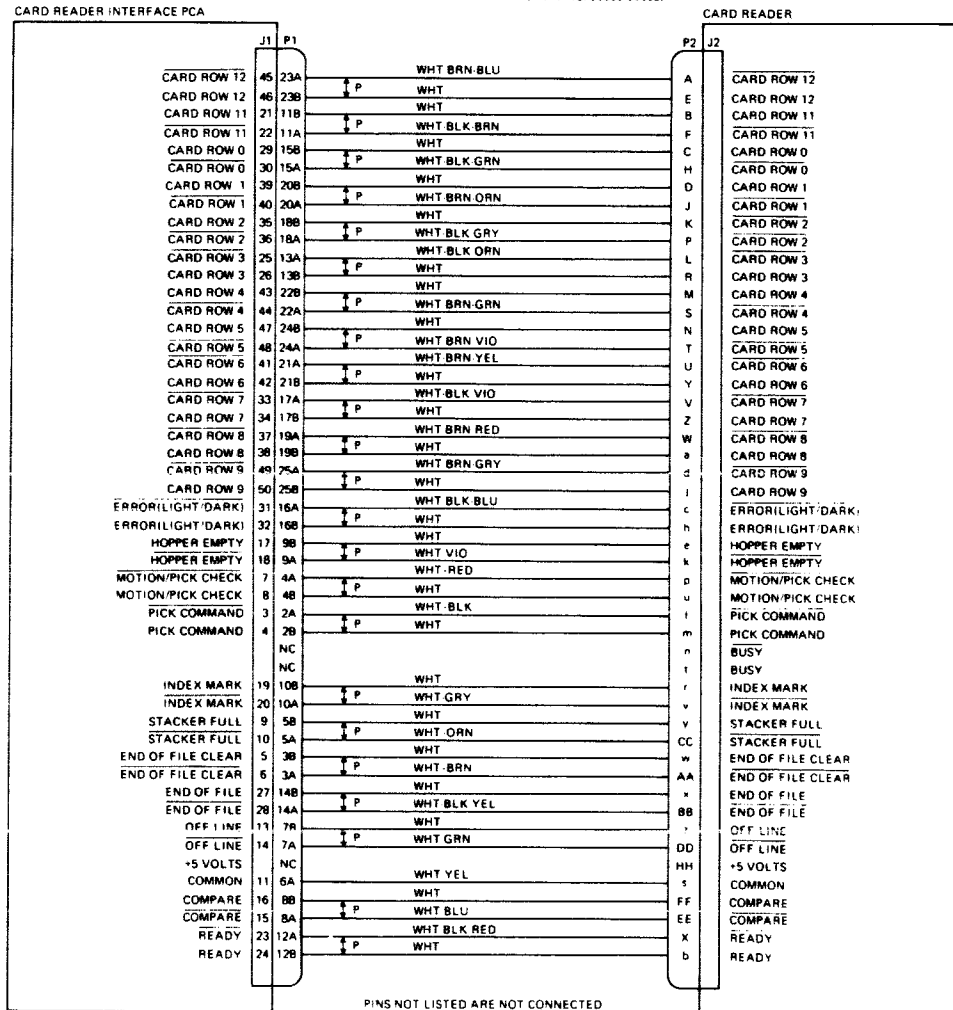 CARD READER INTERFACE PCA CARD READER
J1 P1 P2 J2
CARD ROW 12 45 23A WHT BRN-BLU A CARD ROW 12
CARD ROW 12 46 23B P WHT E CARD ROW 12
CARD ROW 11 21 11B WHT B CARD ROW 11
CARD ROW 11 22 11A P WHT-BLK-BRN F CARD ROW 11
CARD ROW 0 29 15B WHT C CARD ROW 0
CARD ROW 0 30 15A P WHT-BLK-GRN H CARD ROW 0
CARD ROW 1 39 20B WHT D CARD ROW 1
CARD ROW 1 40 20A P WHT-BRN-ORN J CARD ROW 1
CARD ROW 2 35 18B WHT K CARD ROW 2
CARD ROW 2 36 18A P WHT-BLK GRY P CARD ROW 2
CARD ROW 3 25 13A WHT-BLK ORN L CARD ROW 3
CARD ROW 3 26 13B P WHT R CARD ROW 3
CARD ROW 4 43 22B WHT M CARD ROW 4
CARD ROW 4 44 22A P WHT BRN-GRN S CARD ROW 4
CARD ROW 5 47 24B WHT N CARD ROW 5
CARD ROW 5 48 24A P WHT BRN VIO T CARD ROW 5
CARD ROW 6 41 21A WHT-BRN-YEL U CARD ROW 6
CARD ROW 6 42 21B P WHT Y CARD ROW 6
CARD ROW 7 33 17A WHT-BLK VIO V CARD ROW 7
CARD ROW 7 34 17B P WHT Z CARD ROW 7
CARD ROW 8 37 19A WHT BRN RED W CARD ROW 8
CARD ROW 8 38 19B P WHT a CARD ROW 8
CARD ROW 9 49 25A WHT BRN-GRY d CARD ROW 9
CARD ROW 9 50 25B P WHT j CARD ROW 9
ERROR(LIGHT/DARK) 31 16A WHT BLK-BLU c ERROR(LIGHT/DARK)
ERROR(LIGHT/DARK) 32 16B P WHT h ERROR(LIGHT/DARK)
HOPPER EMPTY 17 9B WHT e HOPPER EMPTY
HOPPER EMPTY 18 9A P WHT VIO k HOPPER EMPTY
MOTION/PICK CHECK 7 4A WHT-RED p MOTION/PICK CHECK
MOTION/PICK CHECK 8 4B P WHT u MOTION/PICK CHECK
PICK COMMAND 3 2A WHT-BLK PICK COMMAND
PICK COMMAND 4 2B P WHT m PICK COMMAND
NC n BUSY
NC t BUSY
INDEX MARK 19 10B WHT r INDEX MARK
INDEX MARK 20 10A P WHT GRY v INDEX MARK
STACKER FULL 9 5B WHT y STACKER FULL
STACKER FULL 10 5A P WHT -ORN CC STACKER FULL
END OF FILE CLEAR 5 3B WHT w END OF FILE CLEAR
END OF FILE CLEAR 6 3A P WHT -BRN AA END OF FILE CLEAR
END OF FILE 27 14B WHT x END OF FILE
END OF FILE 28 14A P WHT BLK YEL BB END OF FILE
OFF LINE 13 7B WHT OFF LINE
OFF LINE 14 7A P WHT GRN DD OFF LINE
+5 VOLTS NC HH +5 VOLTS
COMMON 11 6A WHT YEL s COMMON
COMPARE 16 8B WHT FF COMPARE
COMPARE 15 8A P WHT BLU EE COMPARE
READY 23 12A WHT BLK RED X READY
READY 24 12B P WHT b READY
PINS NOT LISTED ARE NOT CONNECTED